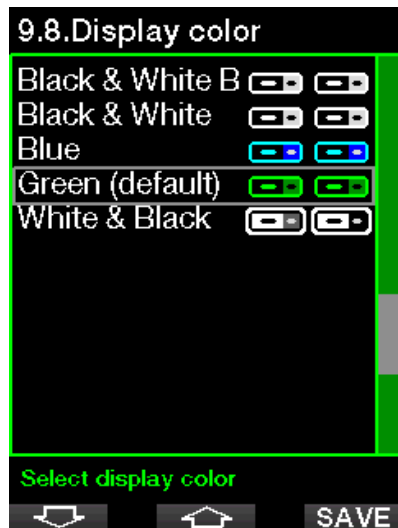 9.8.Display color
Black & White B
Black & White
Blue
Green (default)
White & Black
Select display color
SAVE